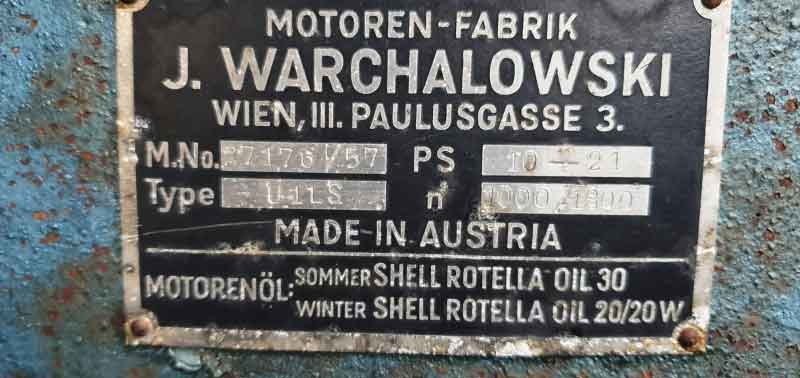 MOTOREN-FABRIK
J. WARCHALOWSKI
WIEN, III. PAULUSGASSE 3.
M.No. 27176/57 PS 10 - 21
Type U1LS n 1000/1800
MADE-IN AUSTRIA
MOTORENÖL: SOMMER SHELL ROTELLA OIL 30
WINTER SHELL ROTELLA OIL 20/20 W